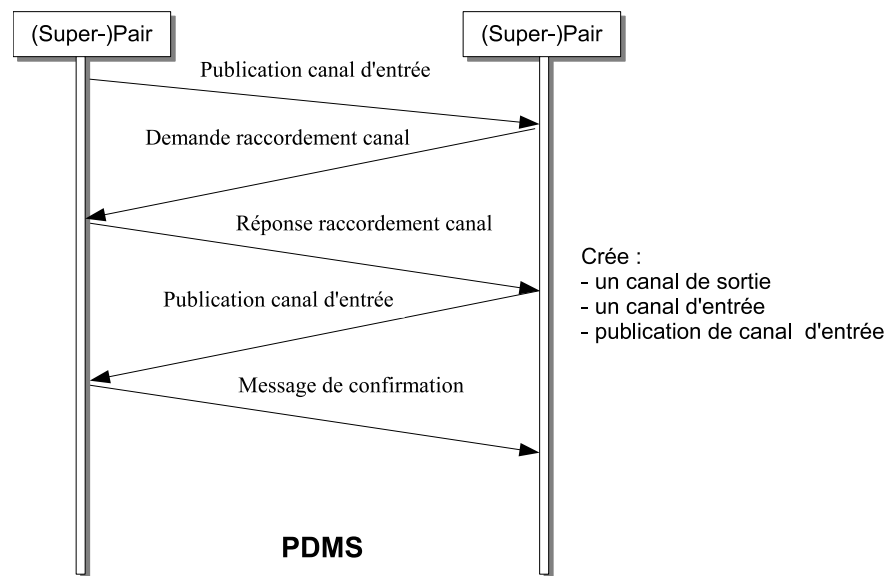 (Super-)Pair
(Super-)Pair
Publication canal d'entrée
Demande raccordement canal
Réponse raccordement canal
Crée :
- un canal de sortie
- un canal d'entrée
- publication de canal d'entrée
Publication canal d'entrée
Message de confirmation
PDMS